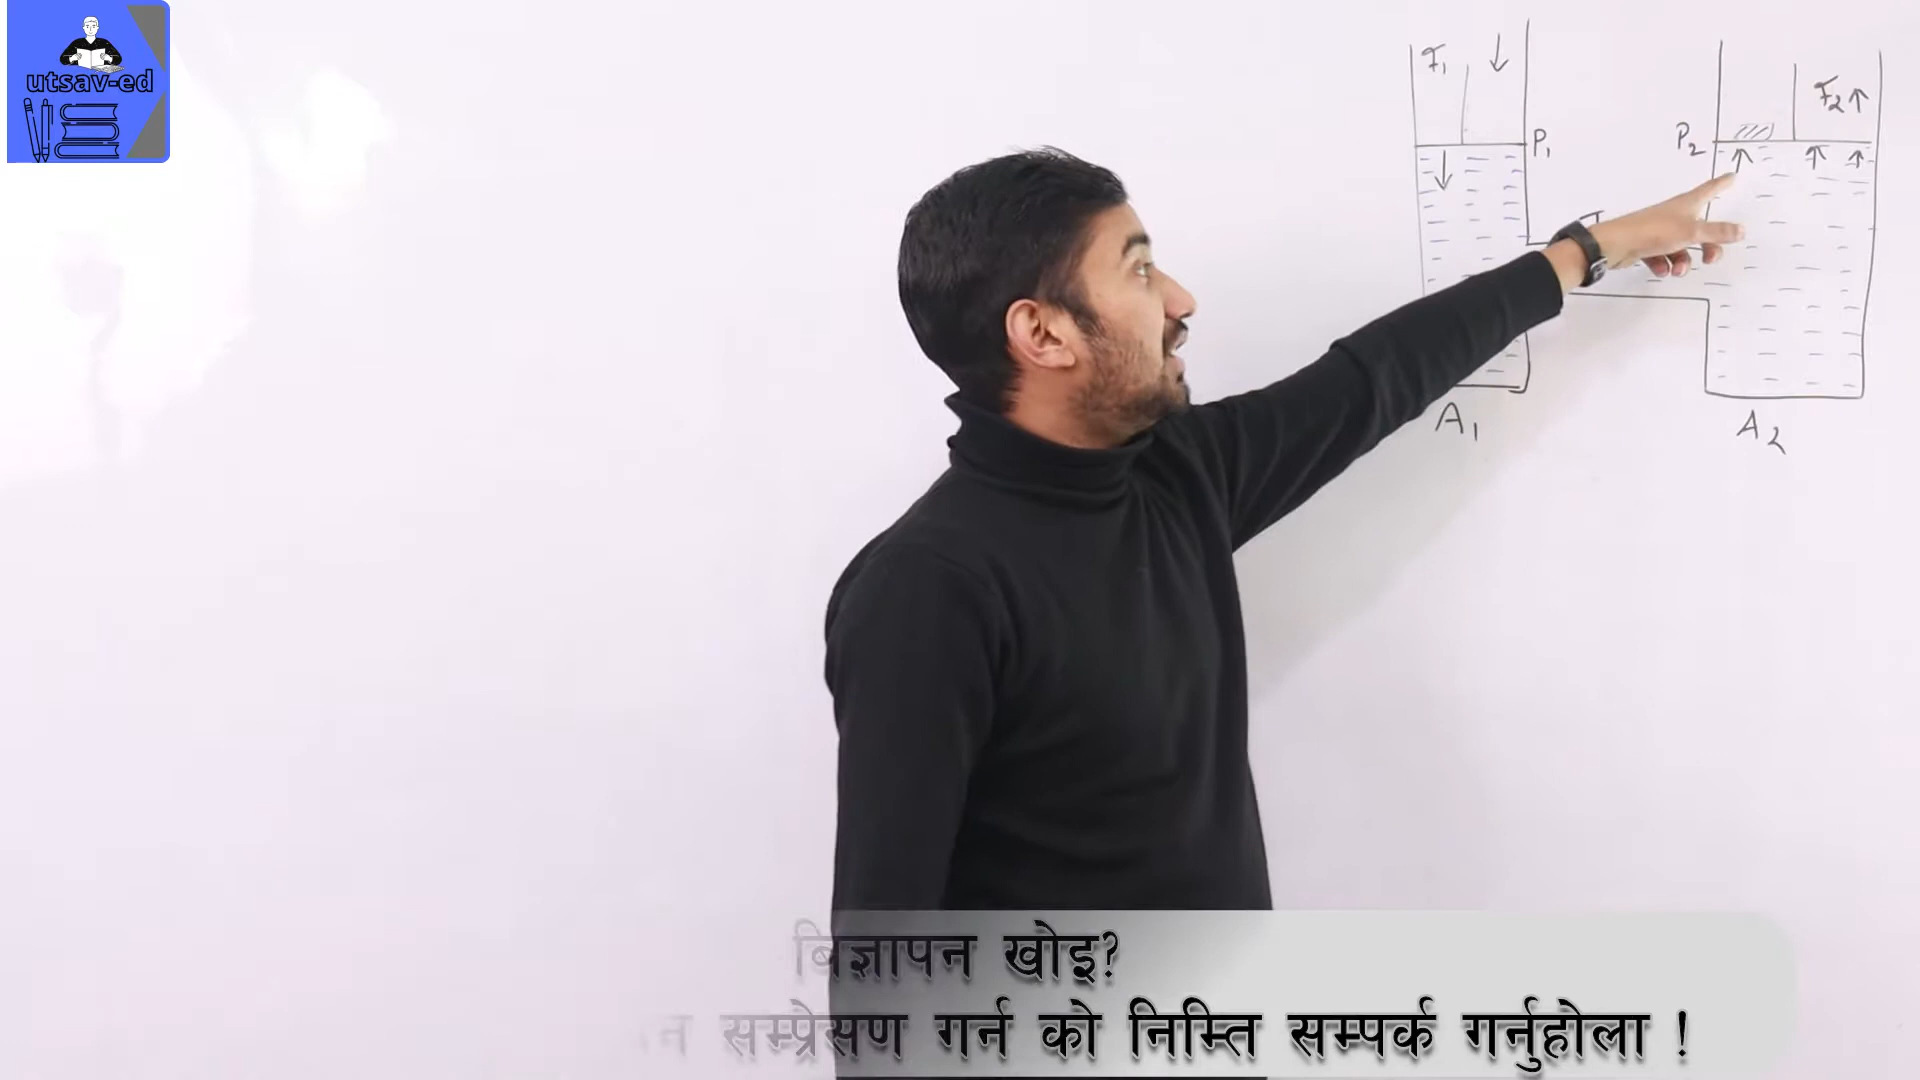 utsav-ed
F₁ ↓
F₂ ↑
P₁
P₂
A₁
A₂
बिज्ञापन खोइ?
सम्प्रेसण गर्न को निम्ति सम्पर्क गर्नुहोला !